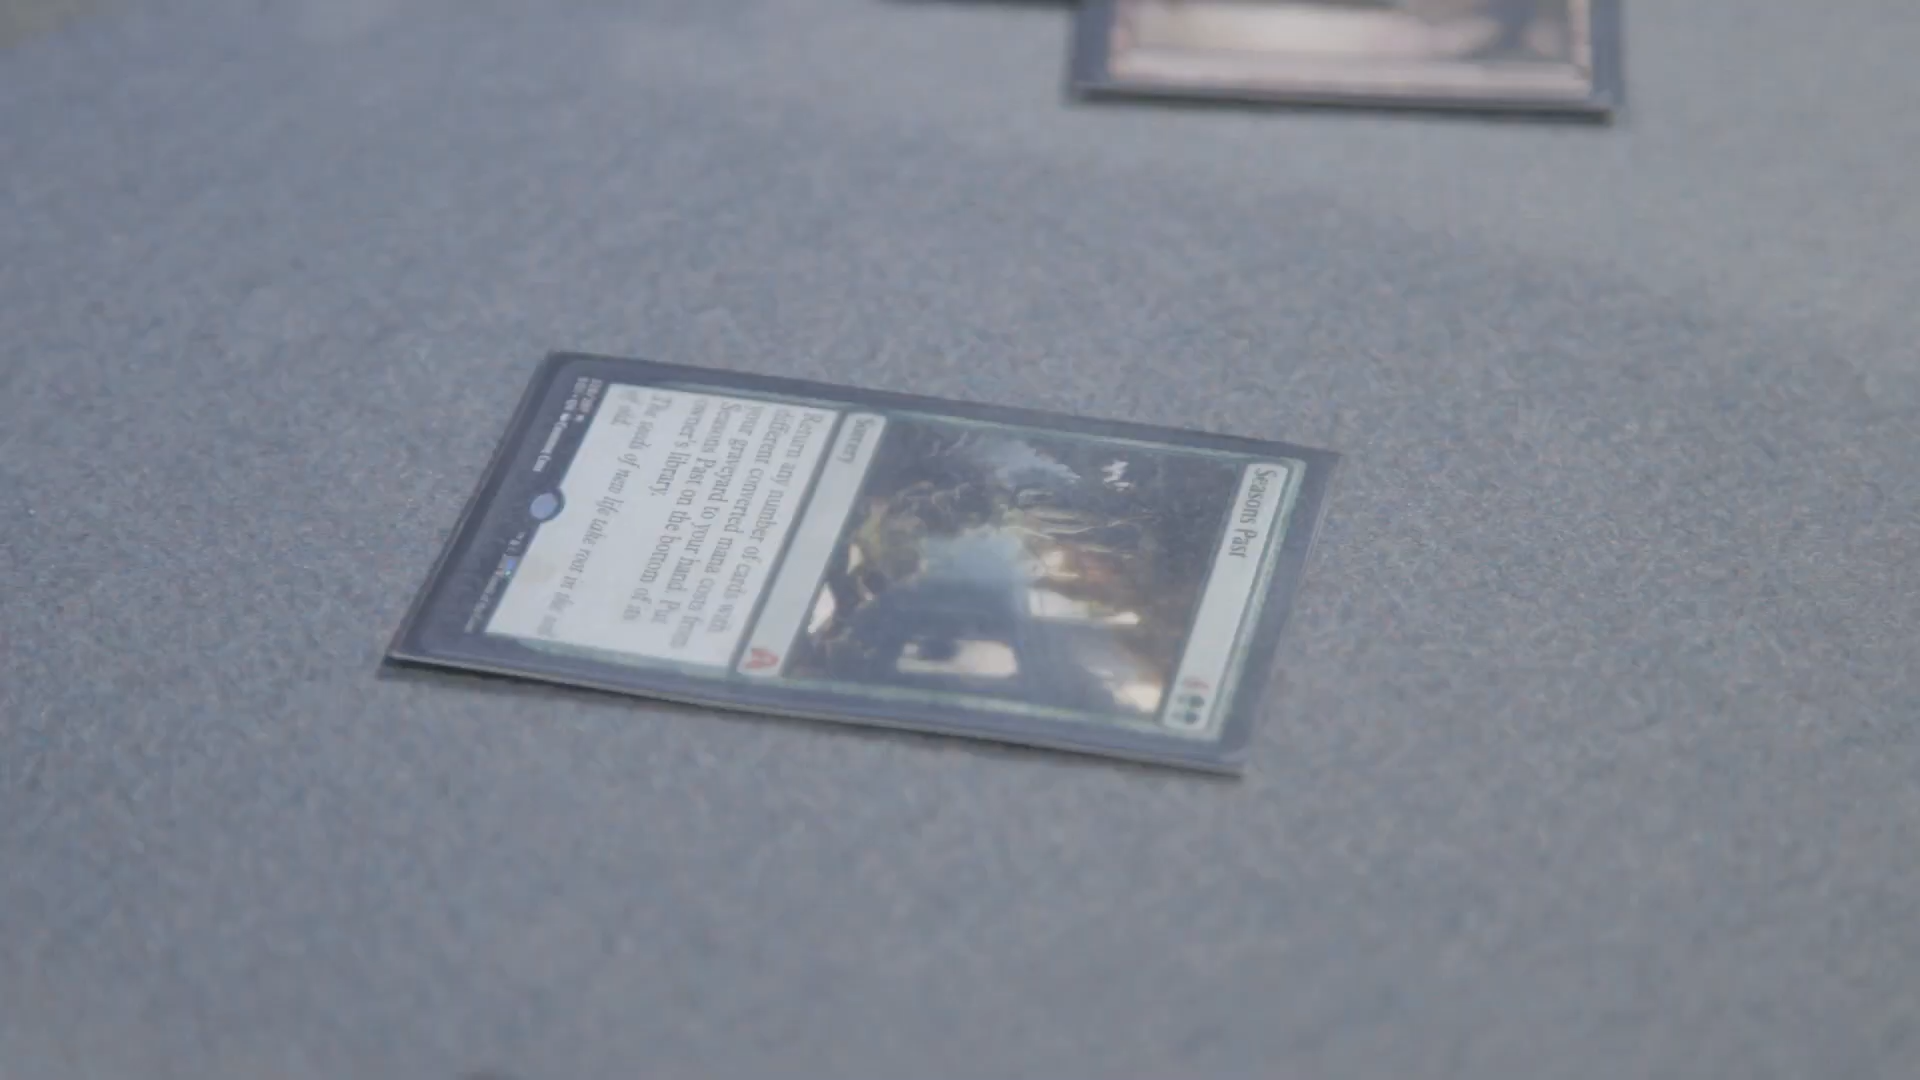 Seasons Past
Sorcery
Return any number of cards with
different converted mana costs from
your graveyard to your hand. Put
Seasons Past on the bottom of its
owner's library.
The seeds of new life take root in the soil
of old.